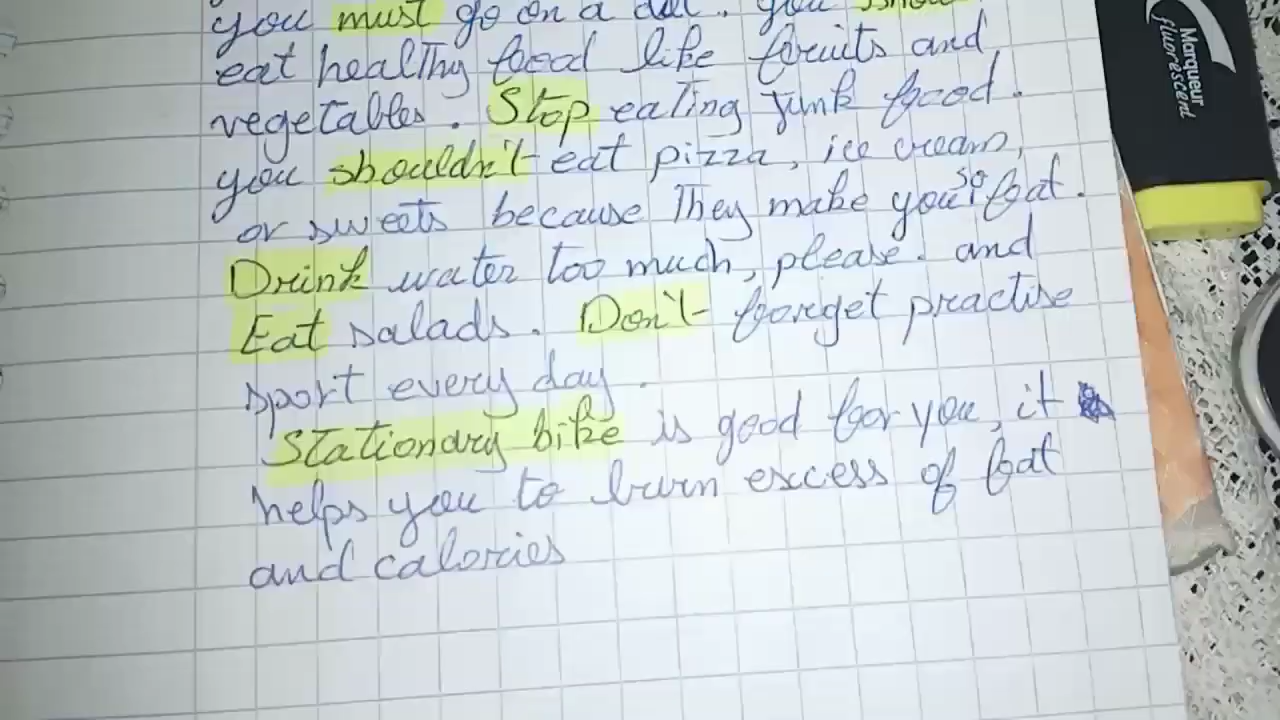 you must go on a diet. you should
eat healthy food like fruits and
vegetables. Stop eating junk food.
you shouldn't eat pizza, ice cream,
or sweets because They make you so fat.
Drink water too much, please. and
Eat salads. Don't forget practise
sport every day.
Stationary bike is good for you, it
helps you to burn excess of fat
and calories
Marqueur
fluorescent